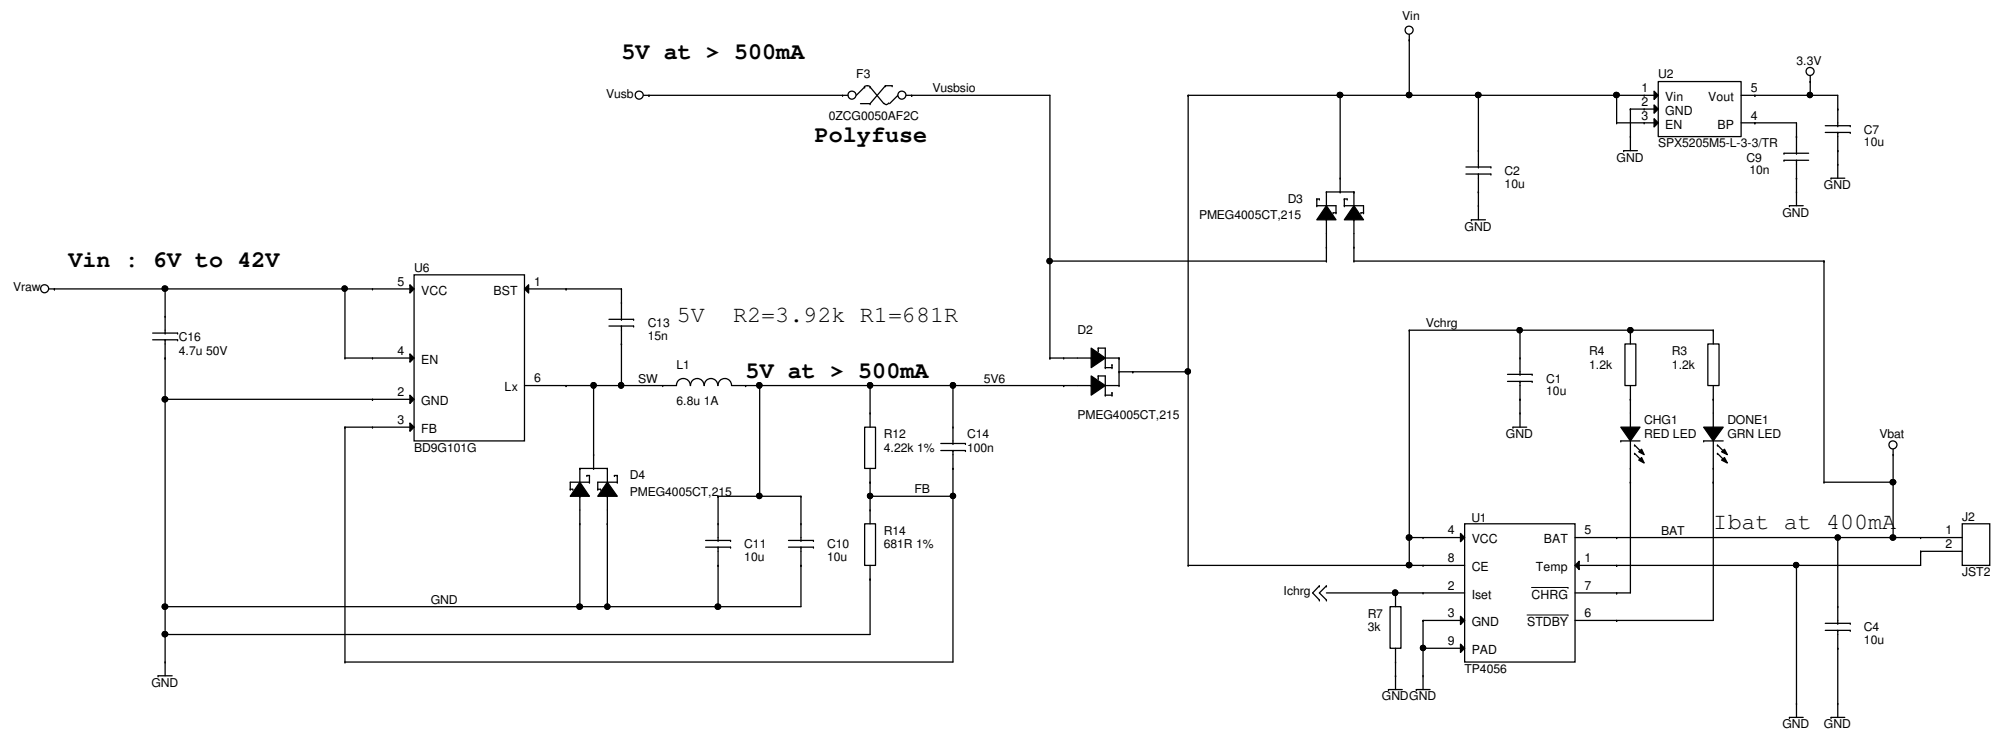 Vin
5V at > 500mA
F3
Vusb
Vusbsio
0ZCG0050AF2C
Polyfuse
3.3V
U2
1 Vin Vout 5
2 GND
3 EN BP 4
SPX5205M5-L-3-3/TR
GND
C9
10n
GND
C7
10u
GND
C2
10u
GND
D3
PMEG4005CT,215
Vin : 6V to 42V
Vraw
U6
5 VCC BST 1
4 EN
Lx 6
2 GND
3 FB
BD9G101G
C16
4.7u 50V
C13
15n
5V R2=3.92k R1=681R
SW
L1
6.8u 1A
5V at > 500mA
5V6
D2
PMEG4005CT,215
D4
PMEG4005CT,215
R12
4.22k 1%
C14
100n
FB
R14
681R 1%
C11
10u
C10
10u
GND
GND
Vchrg
C1
10u
GND
R4
1.2k
R3
1.2k
CHG1
RED LED
DONE1
GRN LED
Vbat
Ibat at 400mA
U1
4 VCC BAT 5
8 CE Temp 1
2 Iset CHRG 7
3 GND STDBY 6
9 PAD
TP4056
BAT
J2
1
2
JST2
Ichrg
R7
3k
GND
GND
C4
10u
GND
GND